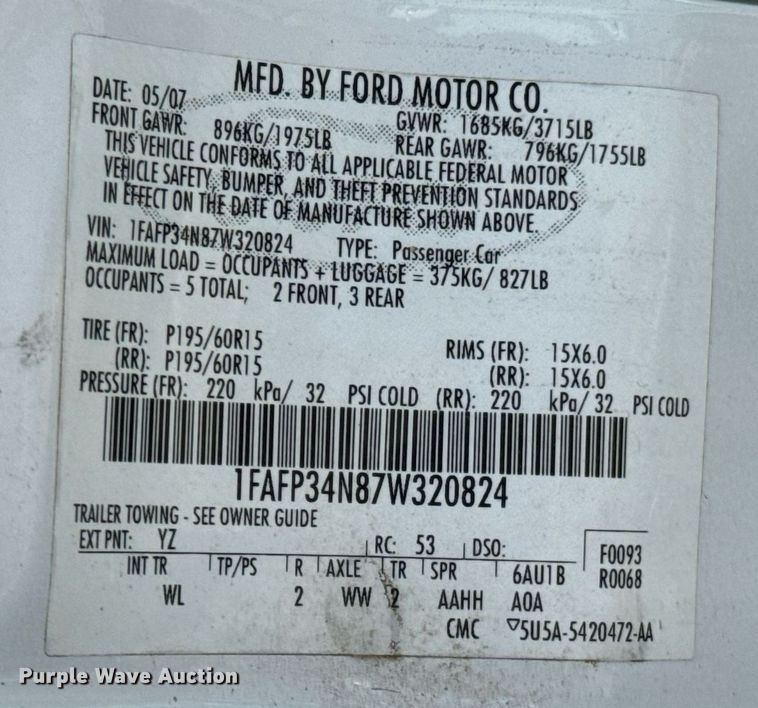 MFD. BY FORD MOTOR CO.
DATE: 05/07 GVWR: 1685KG/3715LB
FRONT GAWR: 896KG/1975LB REAR GAWR: 796KG/1755LB
THIS VEHICLE CONFORMS TO ALL APPLICABLE FEDERAL MOTOR
VEHICLE SAFETY, BUMPER, AND THEFT PREVENTION STANDARDS
IN EFFECT ON THE DATE OF MANUFACTURE SHOWN ABOVE.
VIN: 1FAFP34N87W320824 TYPE: Passenger Car
MAXIMUM LOAD = OCCUPANTS + LUGGAGE = 375KG/ 827LB
OCCUPANTS = 5 TOTAL; 2 FRONT, 3 REAR
TIRE (FR): P195/60R15 RIMS (FR): 15X6.0
(RR): P195/60R15 (RR): 15X6.0
PRESSURE (FR): 220 kPa/ 32 PSI COLD (RR): 220 kPa/ 32 PSI COLD
1FAFP34N87W320824
TRAILER TOWING - SEE OWNER GUIDE
EXT PNT: YZ RC: 53 DSO: F0093
INT TR TP/PS R AXLE TR SPR 6AU1B R0068
WL 2 WW 2 AAHH A0A
CMC ▽5U5A-5420472-AA
Purple Wave Auction